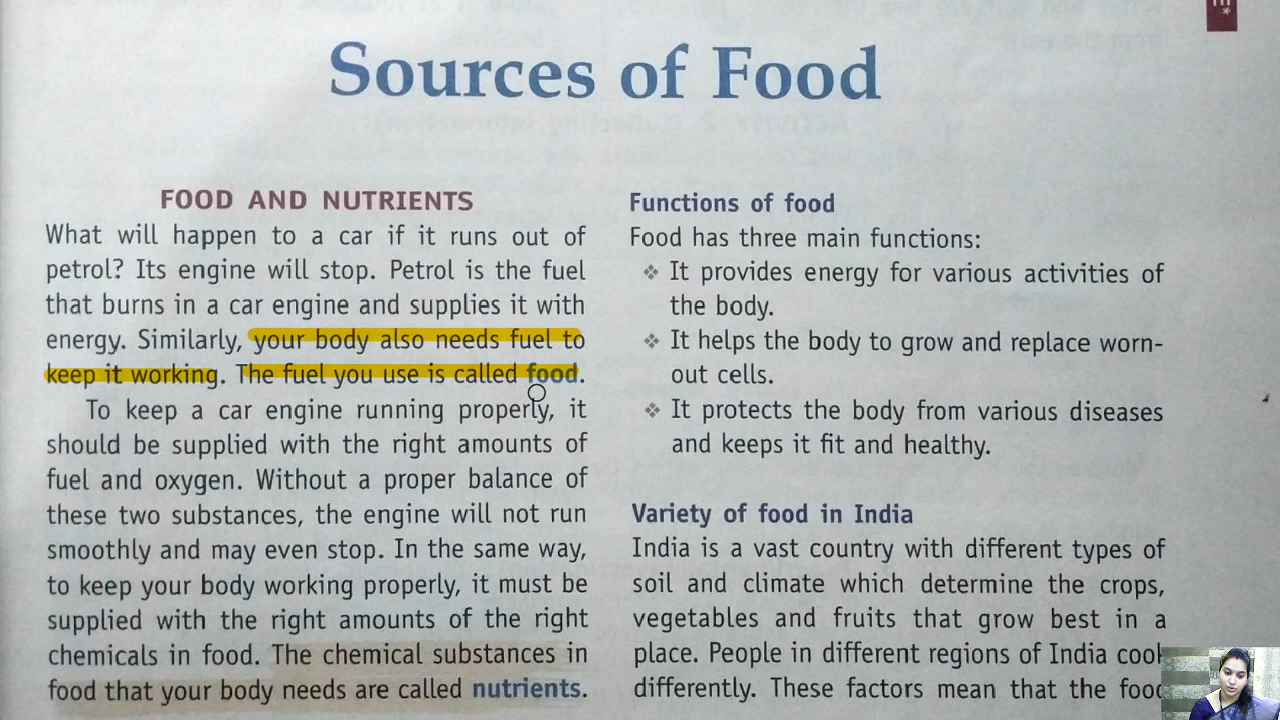 Sources of Food
FOOD AND NUTRIENTS
What will happen to a car if it runs out of
petrol? Its engine will stop. Petrol is the fuel
that burns in a car engine and supplies it with
energy. Similarly, your body also needs fuel to
keep it working. The fuel you use is called food.
To keep a car engine running properly, it
should be supplied with the right amounts of
fuel and oxygen. Without a proper balance of
these two substances, the engine will not run
smoothly and may even stop. In the same way,
to keep your body working properly, it must be
supplied with the right amounts of the right
chemicals in food. The chemical substances in
food that your body needs are called nutrients.
Functions of food
Food has three main functions:
❖ It provides energy for various activities of
the body.
❖ It helps the body to grow and replace worn-
out cells.
❖ It protects the body from various diseases
and keeps it fit and healthy.
Variety of food in India
India is a vast country with different types of
soil and climate which determine the crops,
vegetables and fruits that grow best in a
place. People in different regions of India cook
differently. These factors mean that the food